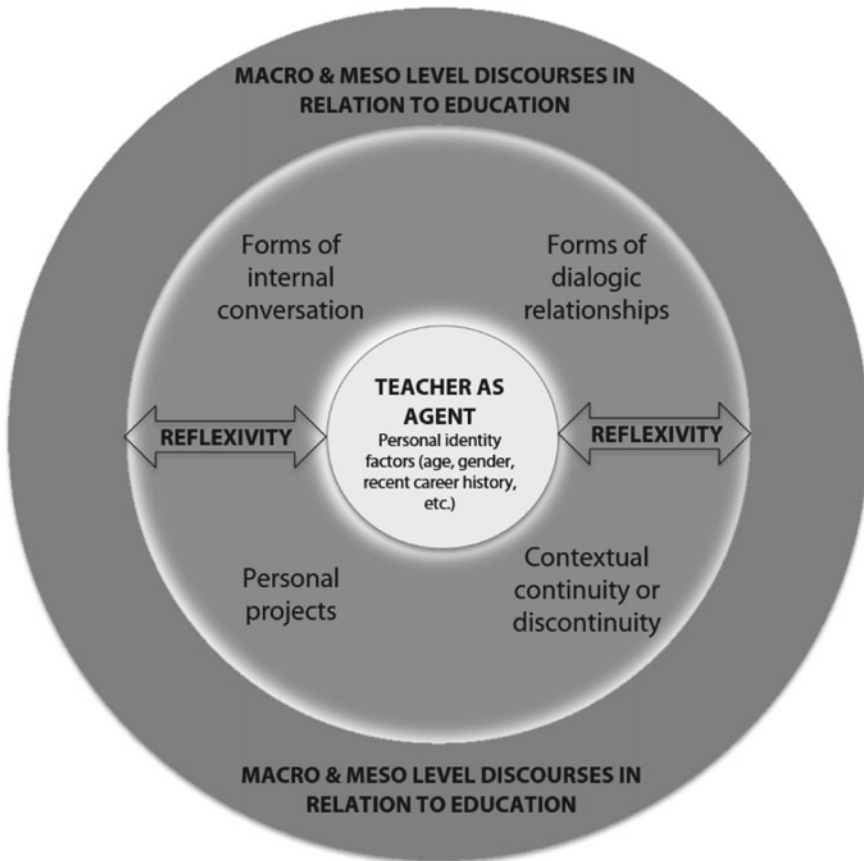 MACRO & MESO LEVEL DISCOURSES IN
RELATION TO EDUCATION
Forms of
internal
conversation
Forms of
dialogic
relationships
REFLEXIVITY
TEACHER AS
AGENT
Personal identity
factors (age, gender,
recent career history,
etc.)
REFLEXIVITY
Personal
projects
Contextual
continuity or
discontinuity
MACRO & MESO LEVEL DISCOURSES IN
RELATION TO EDUCATION